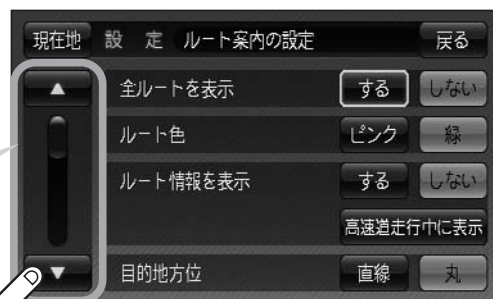 現在地 設 定 ルート案内の設定 戻る
▲ 全ルートを表示 する しない
ルート色 ピンク 緑
ルート情報を表示 する しない
高速道走行中に表示
▼ 目的地方位 直線 丸